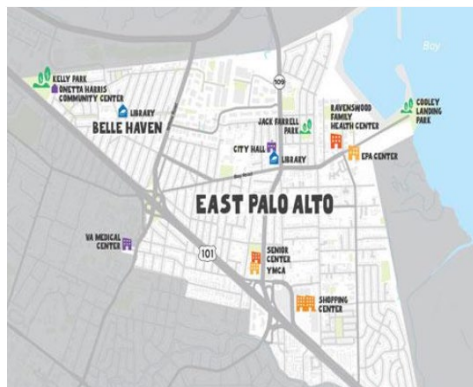 Bay
KELLY PARK
ONETTA HARRIS
COMMUNITY CENTER
109
COOLEY
LANDING
PARK
LIBRARY
BELLE HAVEN
RAVENSWOOD
FAMILY
HEALTH CENTER
JACK FARRELL
PARK
CITY HALL
LIBRARY
EPA CENTER
EAST PALO ALTO
VA MEDICAL
CENTER
101
SENIOR
CENTER
YMCA
SHOPPING
CENTER